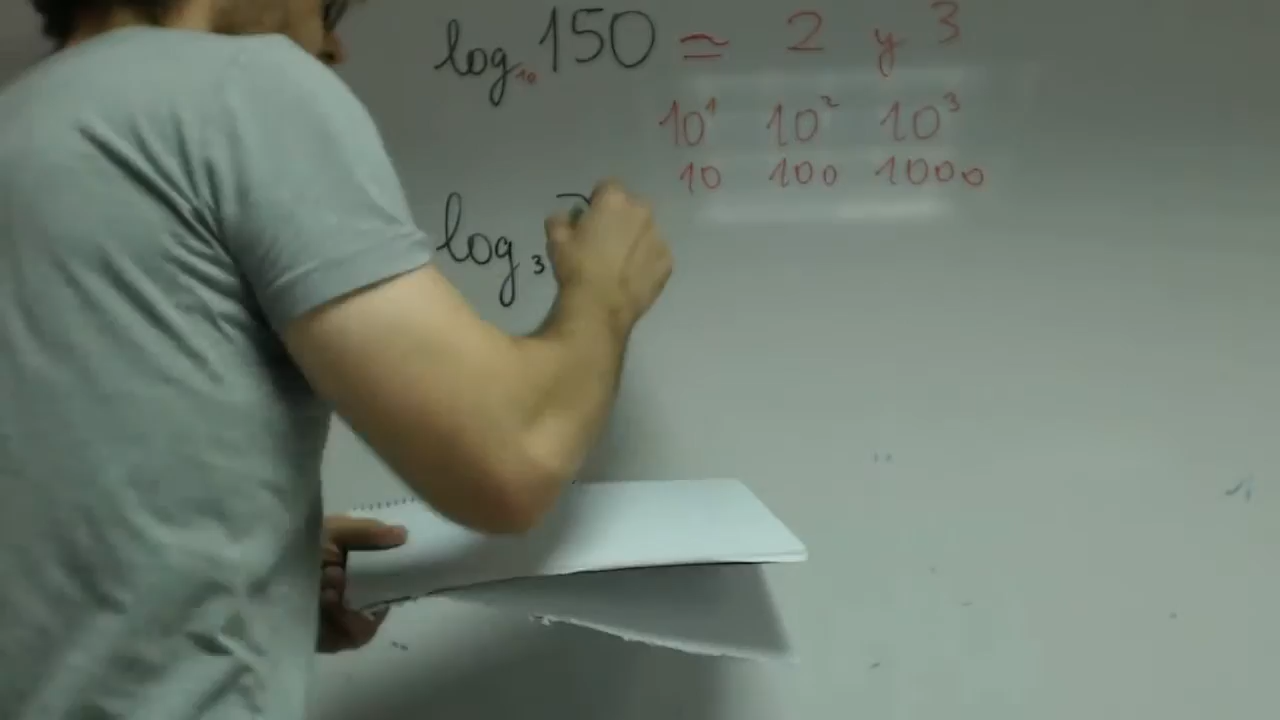 log₁₀ 150 ≃ 2 y 3
10¹ 10² 10³
10 100 1000
log₃